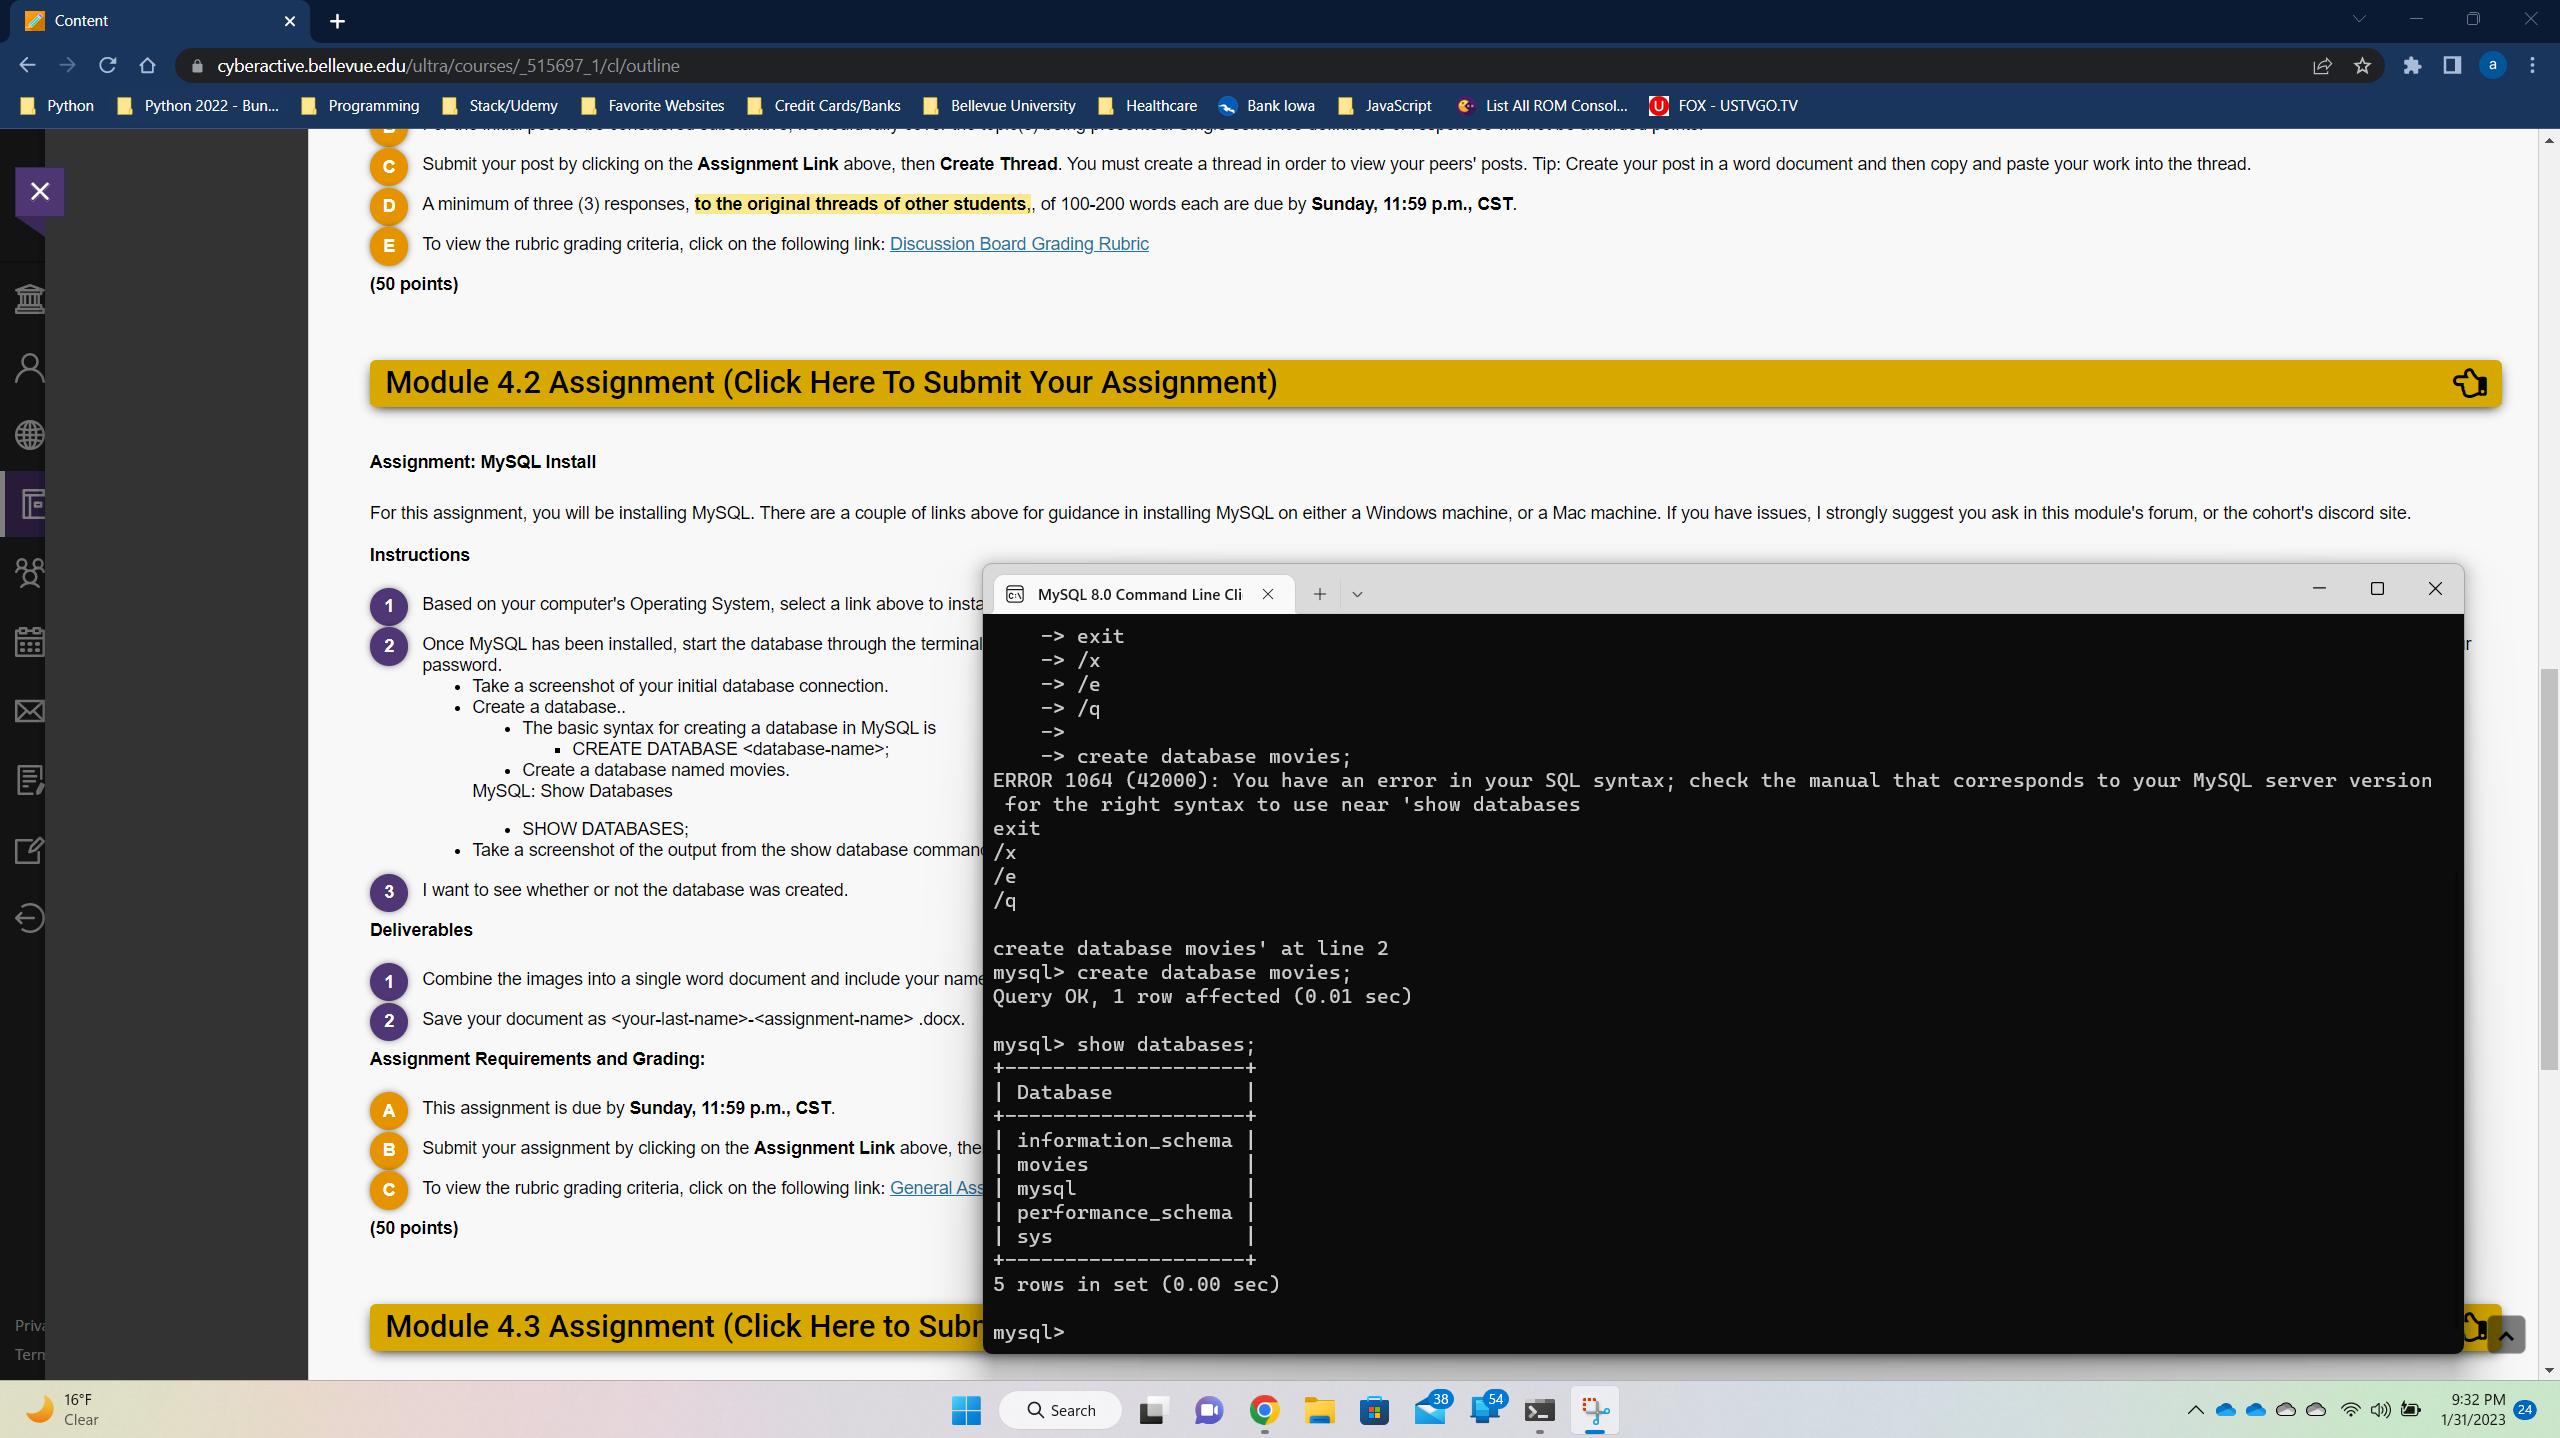 Content
cyberactive.bellevue.edu/ultra/courses/_515697_1/cl/outline
a
Python
Python 2022 - Bun...
Programming
Stack/Udemy
Favorite Websites
Credit Cards/Banks
Bellevue University
Healthcare
Bank Iowa
JavaScript
List All ROM Consol...
FOX - USTVGO.TV
C Submit your post by clicking on the Assignment Link above, then Create Thread. You must create a thread in order to view your peers' posts. Tip: Create your post in a word document and then copy and paste your work into the thread.
D A minimum of three (3) responses, to the original threads of other students,, of 100-200 words each are due by Sunday, 11:59 p.m., CST.
E To view the rubric grading criteria, click on the following link: Discussion Board Grading Rubric
(50 points)
Module 4.2 Assignment (Click Here To Submit Your Assignment)
Assignment: MySQL Install
For this assignment, you will be installing MySQL. There are a couple of links above for guidance in installing MySQL on either a Windows machine, or a Mac machine. If you have issues, I strongly suggest you ask in this module's forum, or the cohort's discord site.
Instructions
1 Based on your computer's Operating System, select a link above to insta
2 Once MySQL has been installed, start the database through the terminal
password.
• Take a screenshot of your initial database connection.
• Create a database..
• The basic syntax for creating a database in MySQL is
▪ CREATE DATABASE <database-name>;
• Create a database named movies.
MySQL: Show Databases
• SHOW DATABASES;
• Take a screenshot of the output from the show database command
3 I want to see whether or not the database was created.
Deliverables
1 Combine the images into a single word document and include your name
2 Save your document as <your-last-name>-<assignment-name> .docx.
Assignment Requirements and Grading:
A This assignment is due by Sunday, 11:59 p.m., CST.
B Submit your assignment by clicking on the Assignment Link above, the
C To view the rubric grading criteria, click on the following link: General Ass
(50 points)
Module 4.3 Assignment (Click Here to Subm
Priva
Term
MySQL 8.0 Command Line Cli
-> exit
-> /x
-> /e
-> /q
->
-> create database movies;
ERROR 1064 (42000): You have an error in your SQL syntax; check the manual that corresponds to your MySQL server version
for the right syntax to use near 'show databases
exit
/x
/e
/q
create database movies' at line 2
mysql> create database movies;
Query OK, 1 row affected (0.01 sec)
mysql> show databases;
+--------------------+
| Database           |
+--------------------+
| information_schema |
| movies             |
| mysql              |
| performance_schema |
| sys                |
+--------------------+
5 rows in set (0.00 sec)
mysql>
16°F
Clear
Search
38
54
9:32 PM
1/31/2023
24